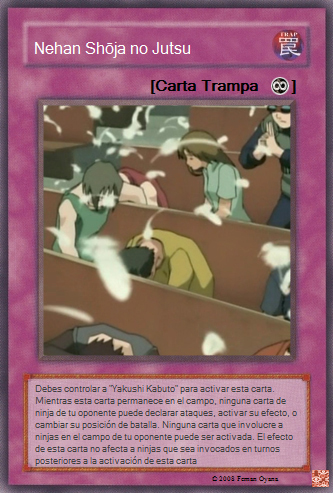 Nehan Shōja no Jutsu
TRAP
罠
[Carta Trampa ]
Debes controlar a "Yakushi Kabuto" para activar esta carta.
Mientras esta carta permanece en el campo, ninguna carta de
ninja de tu oponente puede declarar ataques, activar su efecto, o
cambiar su posición de batalla. Ninguna carta que involucre a
ninjas en el campo de tu oponente puede ser activada. El efecto
de esta carta no afecta a ninjas que sea invocados en turnos
posteriores a la activación de esta carta